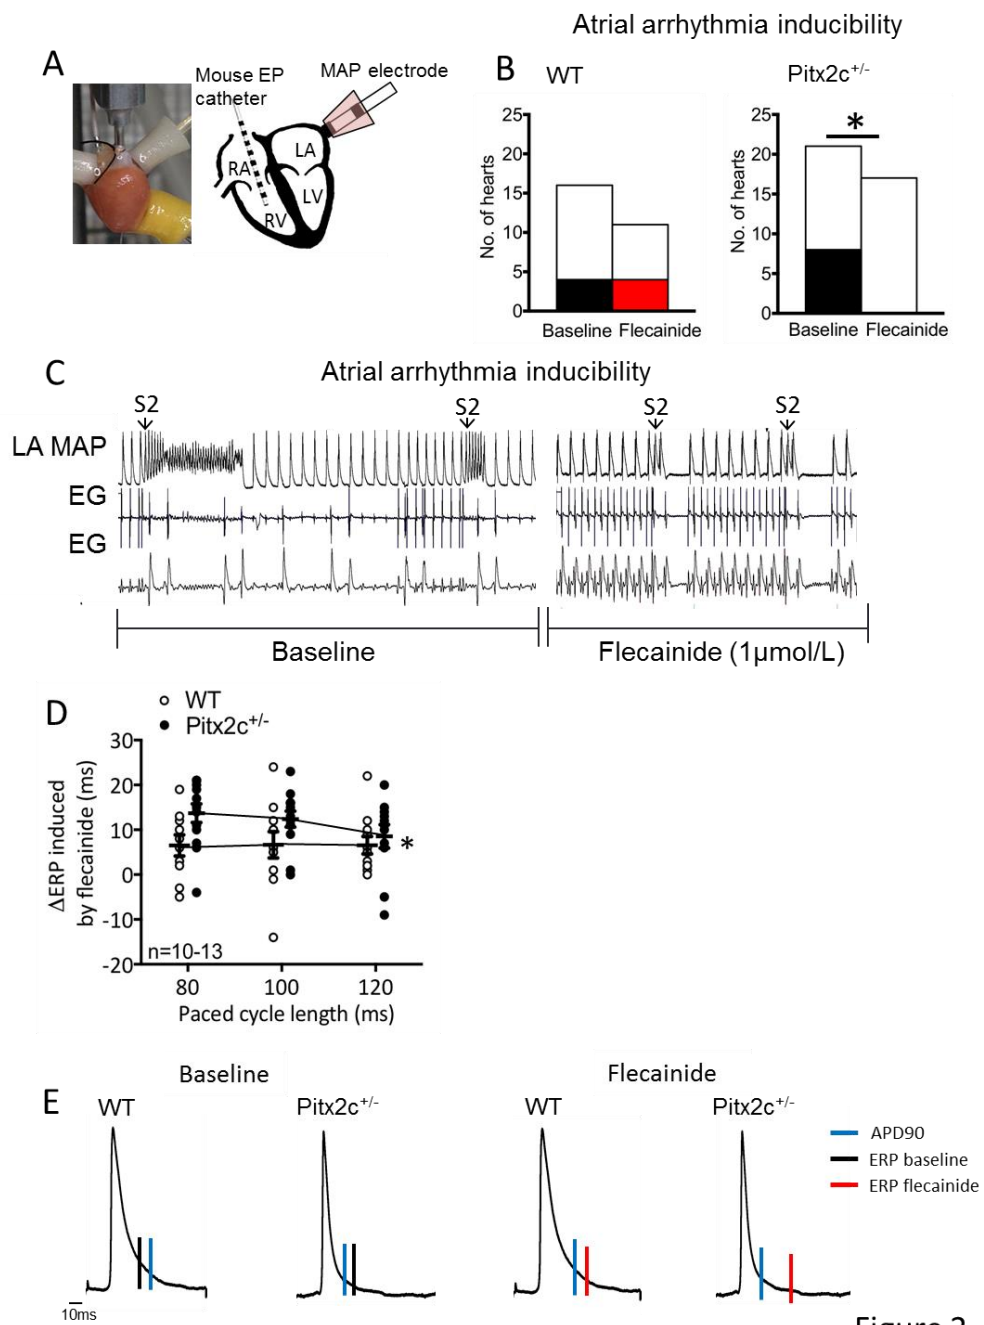 Atrial arrhythmia inducibility
A
Mouse EP
catheter
MAP electrode
RA
LA
LV
RV
B
WT
Pitx2c+/-
No. of hearts
25
20
15
10
5
0
Baseline Flecainide
No. of hearts
25
20
15
10
5
0
*
Baseline Flecainide
C
Atrial arrhythmia inducibility
S2 S2 S2 S2
LA MAP
EG
EG
Baseline
Flecainide (1µmol/L)
D
WT
Pitx2c+/-
ΔERP induced
by flecainide (ms)
30
20
10
0
-10
-20
*
n=10-13
80 100 120
Paced cycle length (ms)
E
Baseline Flecainide
WT Pitx2c+/- WT Pitx2c+/-
APD90
ERP baseline
ERP flecainide
10ms